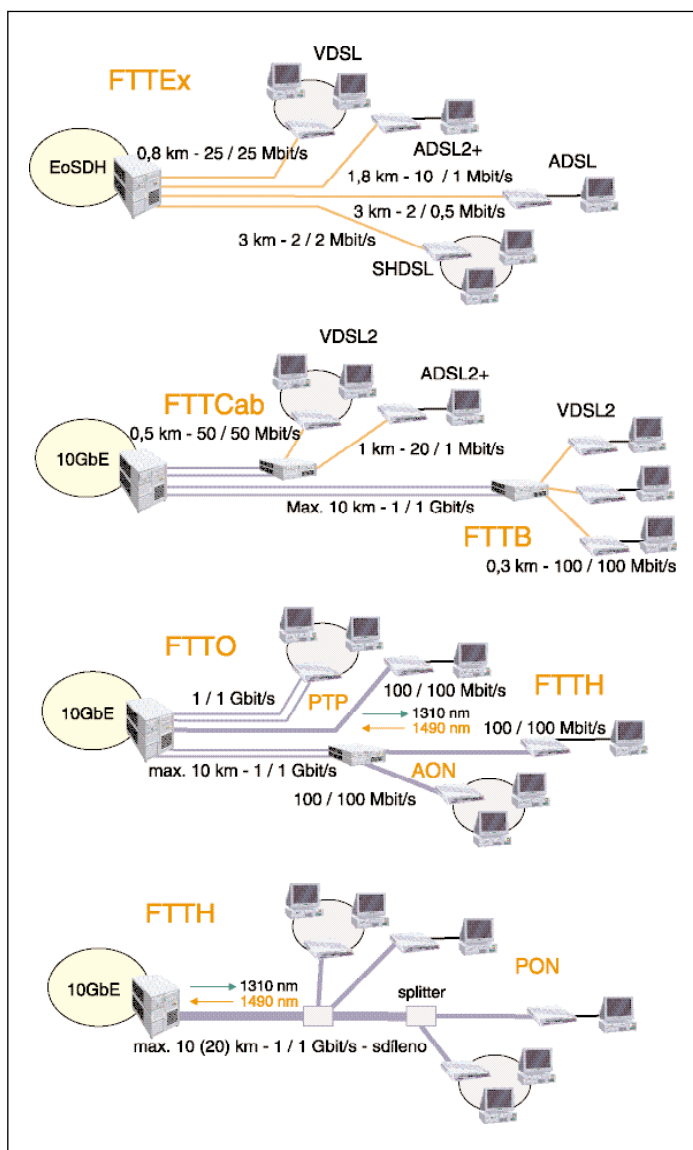 VDSL
FTTEx
EoSDH
0,8 km - 25 / 25 Mbit/s
ADSL2+
1,8 km - 10 / 1 Mbit/s
ADSL
3 km - 2 / 0,5 Mbit/s
3 km - 2 / 2 Mbit/s
SHDSL
VDSL2
ADSL2+
FTTCab
VDSL2
0,5 km - 50 / 50 Mbit/s
10GbE
1 km - 20 / 1 Mbit/s
Max. 10 km - 1 / 1 Gbit/s
FTTB
0,3 km - 100 / 100 Mbit/s
FTTO
1 / 1 Gbit/s
PTP
100 / 100 Mbit/s
FTTH
10GbE
1310 nm
1490 nm
100 / 100 Mbit/s
max. 10 km - 1 / 1 Gbit/s
AON
100 / 100 Mbit/s
FTTH
10GbE
1310 nm
1490 nm
splitter
PON
max. 10 (20) km - 1 / 1 Gbit/s - sdíleno